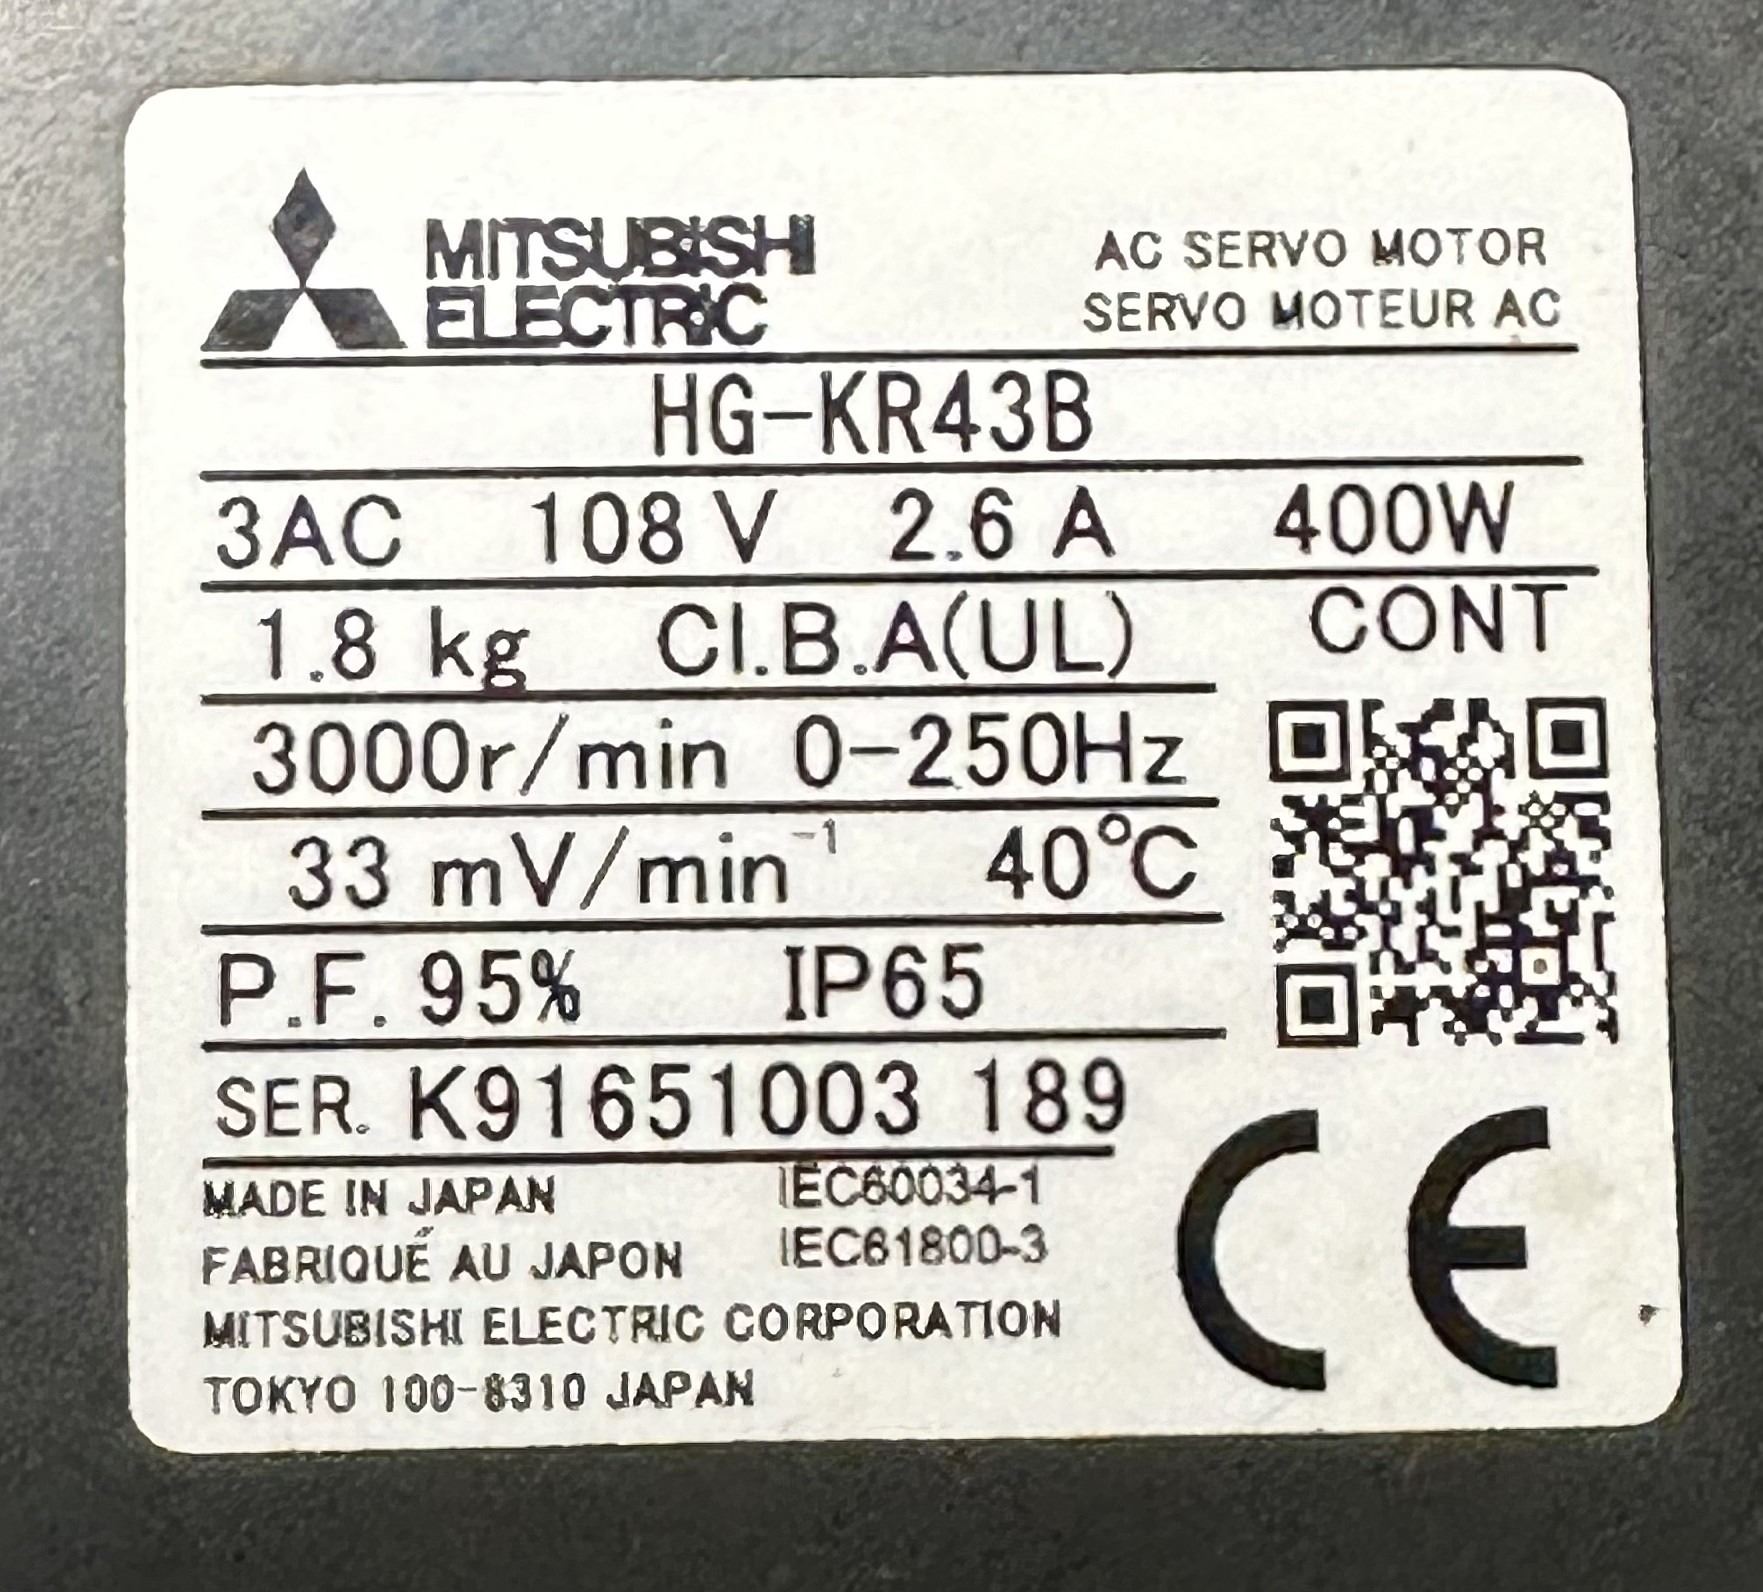 MITSUBISHI
ELECTRIC
AC SERVO MOTOR
SERVO MOTEUR AC
HG-KR43B
3AC 108 V 2.6 A 400W
1.8 kg Cl.B.A(UL) CONT
3000r/min 0-250Hz
33 mV/min⁻¹ 40°C
P.F. 95% IP65
SER. K91651003 189
MADE IN JAPAN IEC60034-1
FABRIQUÉ AU JAPON IEC61800-3
MITSUBISHI ELECTRIC CORPORATION
TOKYO 100-8310 JAPAN
CE